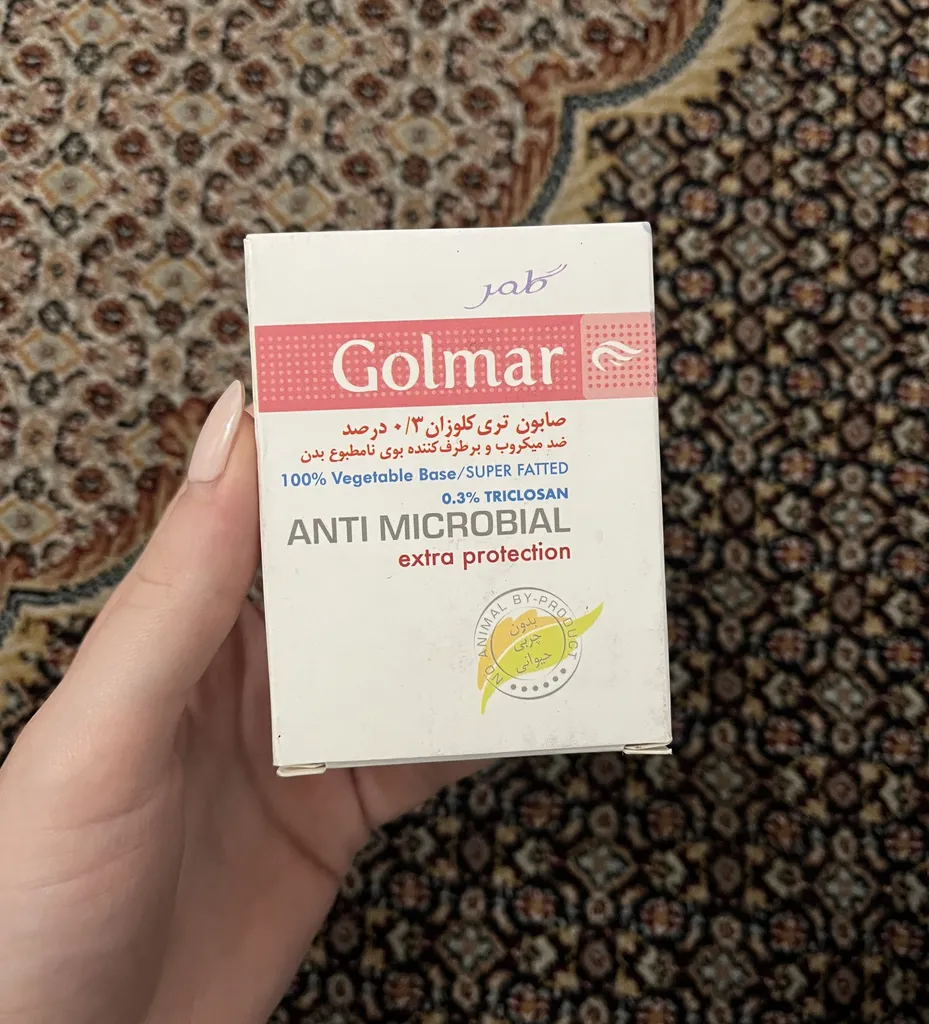 گلمر
Golmar
صابون تری کلوزان ۰/۳ درصد
ضد میکروب و برطرف‌کننده بوی نامطبوع بدن
100% Vegetable Base/SUPER FATTED
0.3% TRICLOSAN
ANTI MICROBIAL
extra protection
NO ANIMAL BY-PRODUCT
بدون
چربی
حیوانی